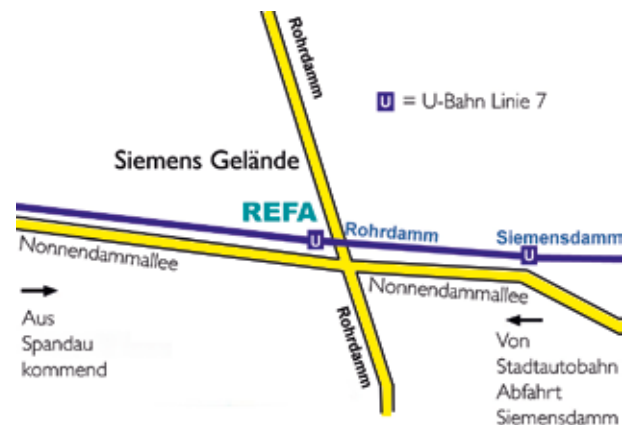 Rohrdamm
U = U-Bahn Linie 7
Siemens Gelände
REFA
U
Rohrdamm
U
Siemensdamm
Nonnendammallee
Nonnendammallee
Rohrdamm
Aus
Spandau
kommend
Von
Stadtautobahn
Abfahrt
Siemensdamm